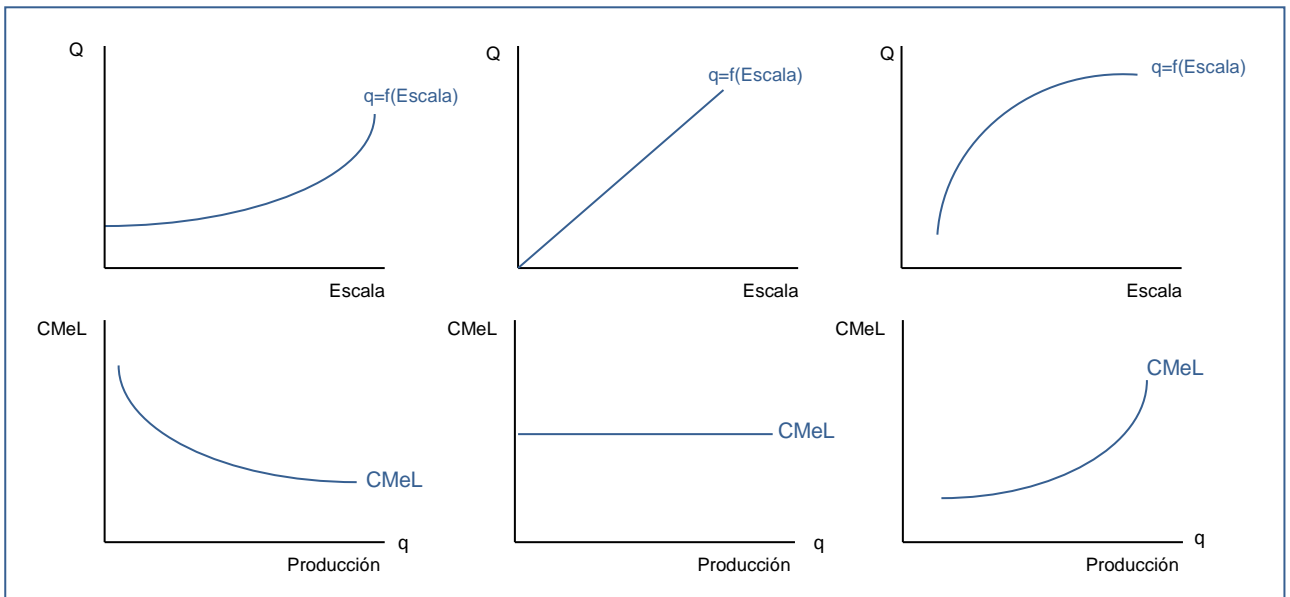 Q
q=f(Escala)
Escala
Q
q=f(Escala)
Escala
Q
q=f(Escala)
Escala
CMeL
CMeL
q
Producción
CMeL
CMeL
q
Producción
CMeL
CMeL
q
Producción